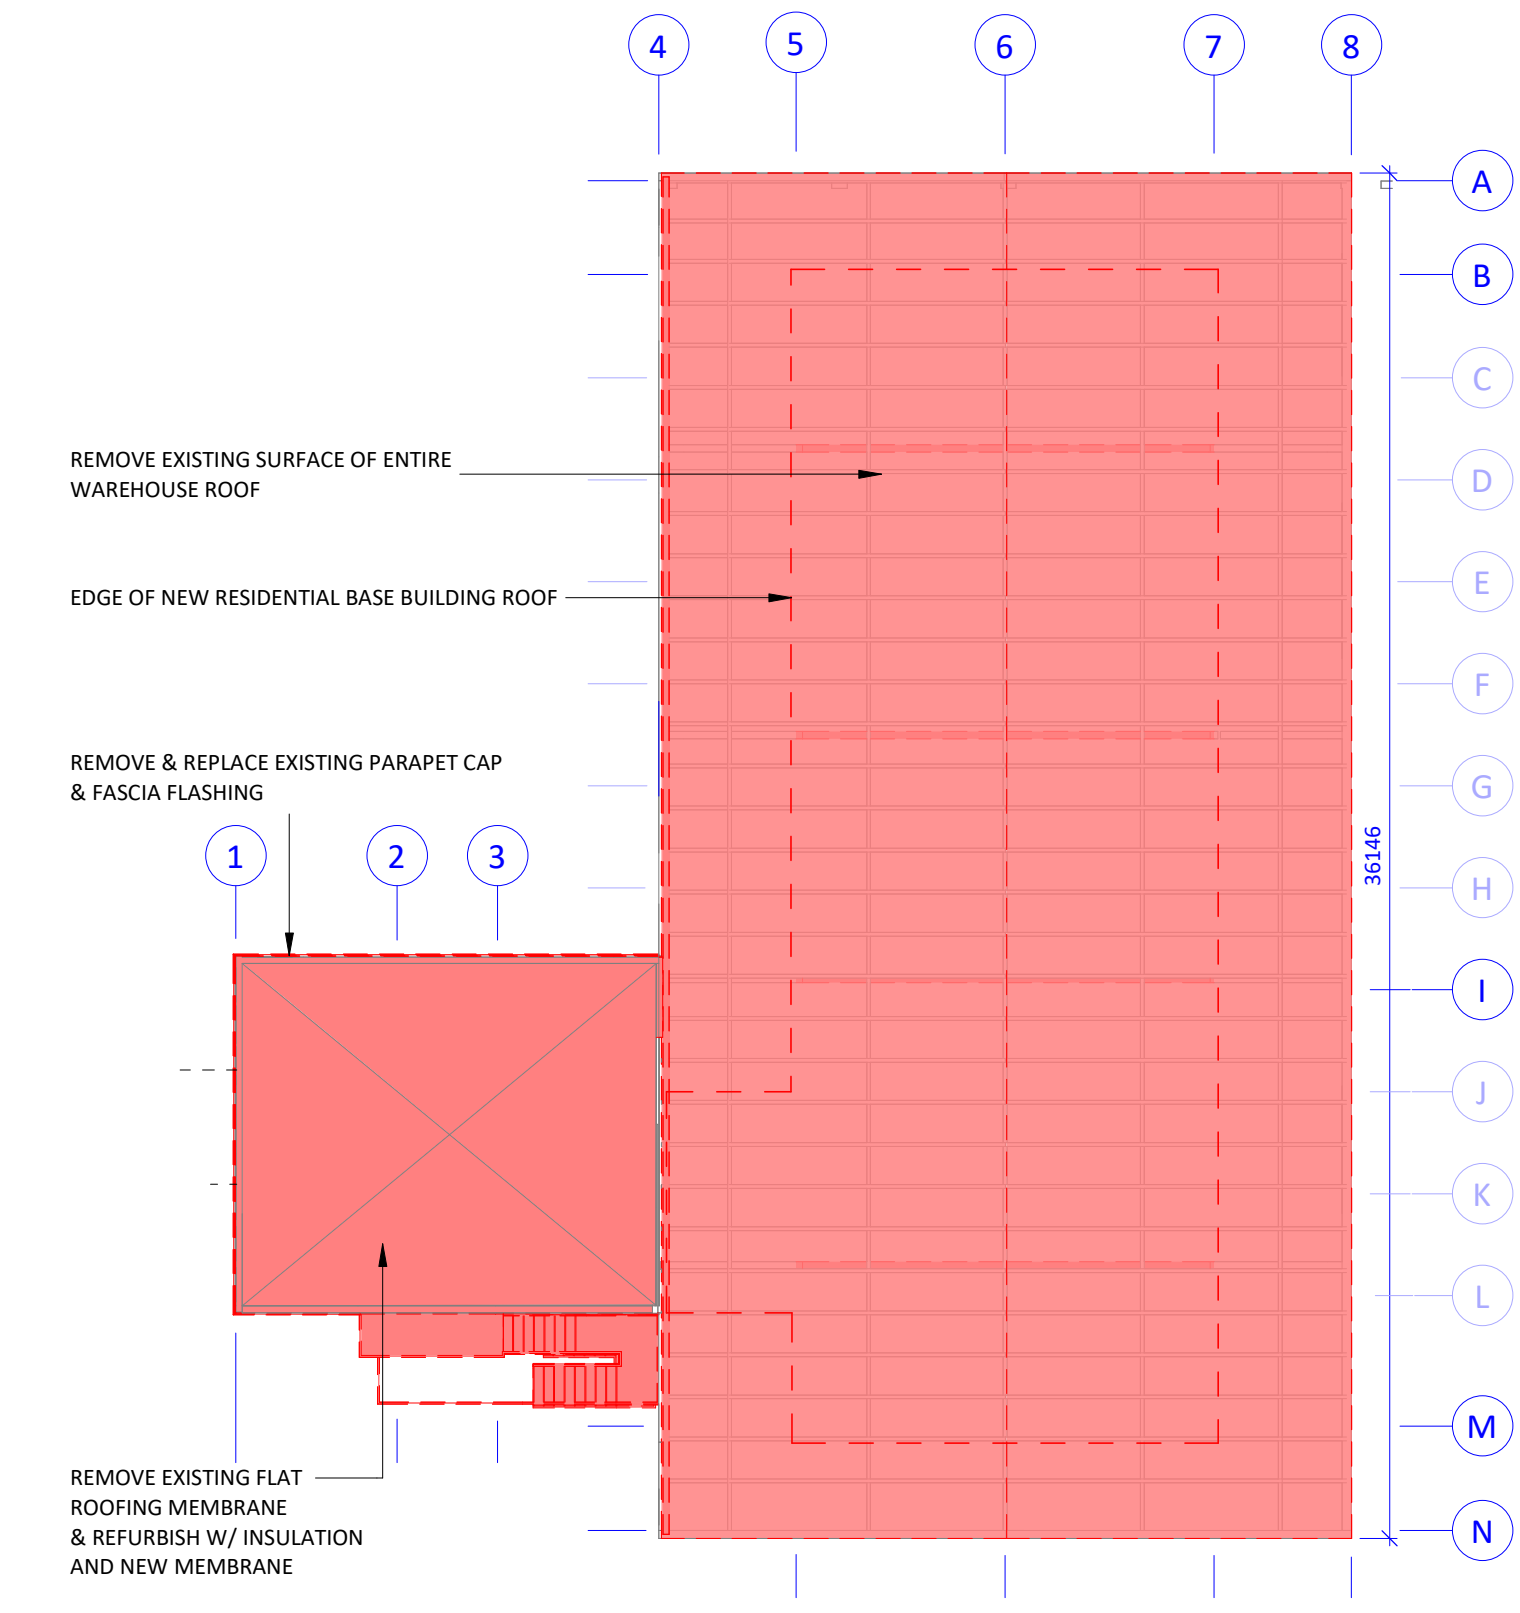 4
5
6
7
8
A
B
C
REMOVE EXISTING SURFACE OF ENTIRE
WAREHOUSE ROOF
D
E
EDGE OF NEW RESIDENTIAL BASE BUILDING ROOF
F
REMOVE & REPLACE EXISTING PARAPET CAP
& FASCIA FLASHING
G
36146
1
2
3
H
I
J
K
L
M
REMOVE EXISTING FLAT
ROOFING MEMBRANE
& REFURBISH W/ INSULATION
AND NEW MEMBRANE
N